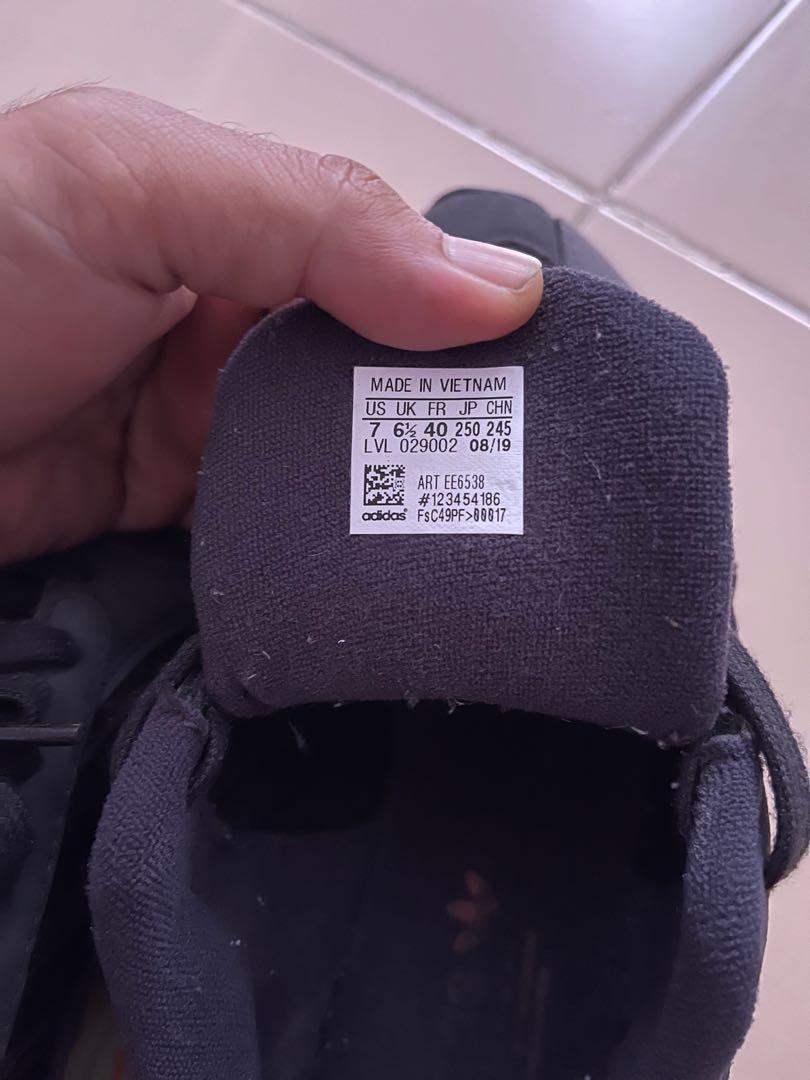 MADE IN VIETNAM
US UK FR JP CHN
7 6½ 40 250 245
LVL 029002 08/19
ART EE6538
#123454186
adidas FsC49PF>00017